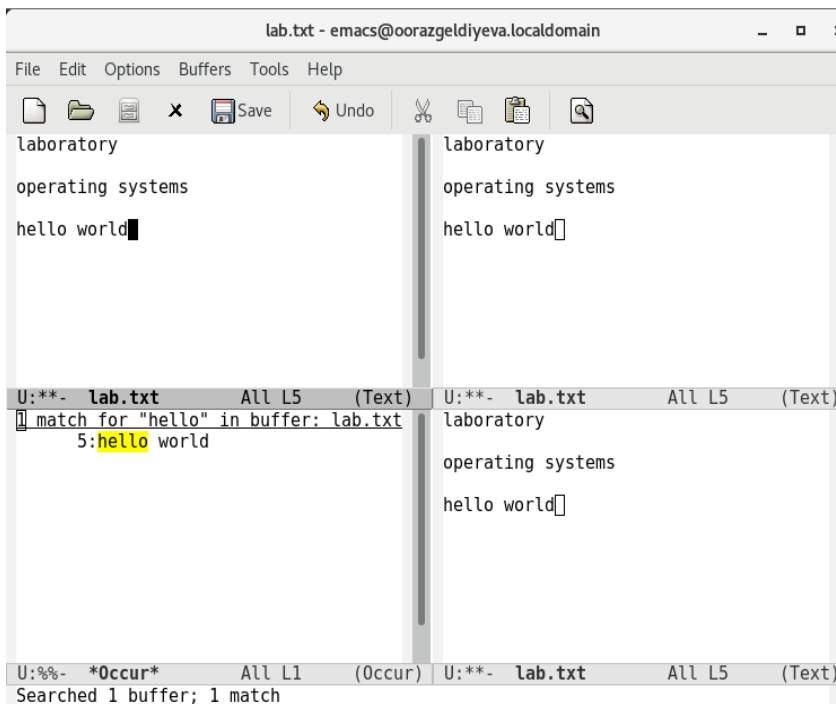 lab.txt - emacs@oorazgeldiyeva.localdomain
File Edit Options Buffers Tools Help
Save Undo
laboratory
operating systems
hello world
U:**- lab.txt All L5 (Text)
laboratory
operating systems
hello world
U:**- lab.txt All L5 (Text)
1 match for "hello" in buffer: lab.txt
5:hello world
U:%%- *Occur* All L1 (Occur)
laboratory
operating systems
hello world
U:**- lab.txt All L5 (Text)
Searched 1 buffer; 1 match